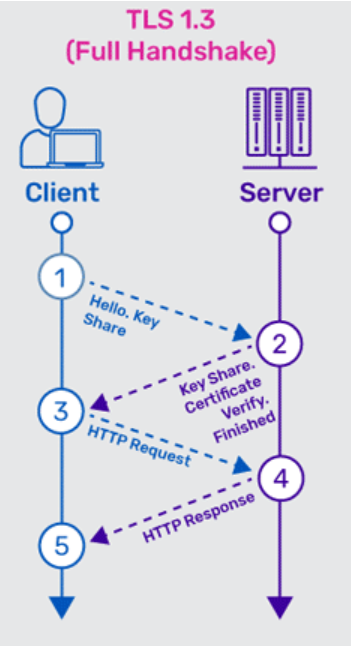 TLS 1.3
(Full Handshake)
Client
Server
1
Hello, Key
Share
2
Key Share,
Certificate
Verify,
Finished
3
HTTP Request
4
HTTP Response
5